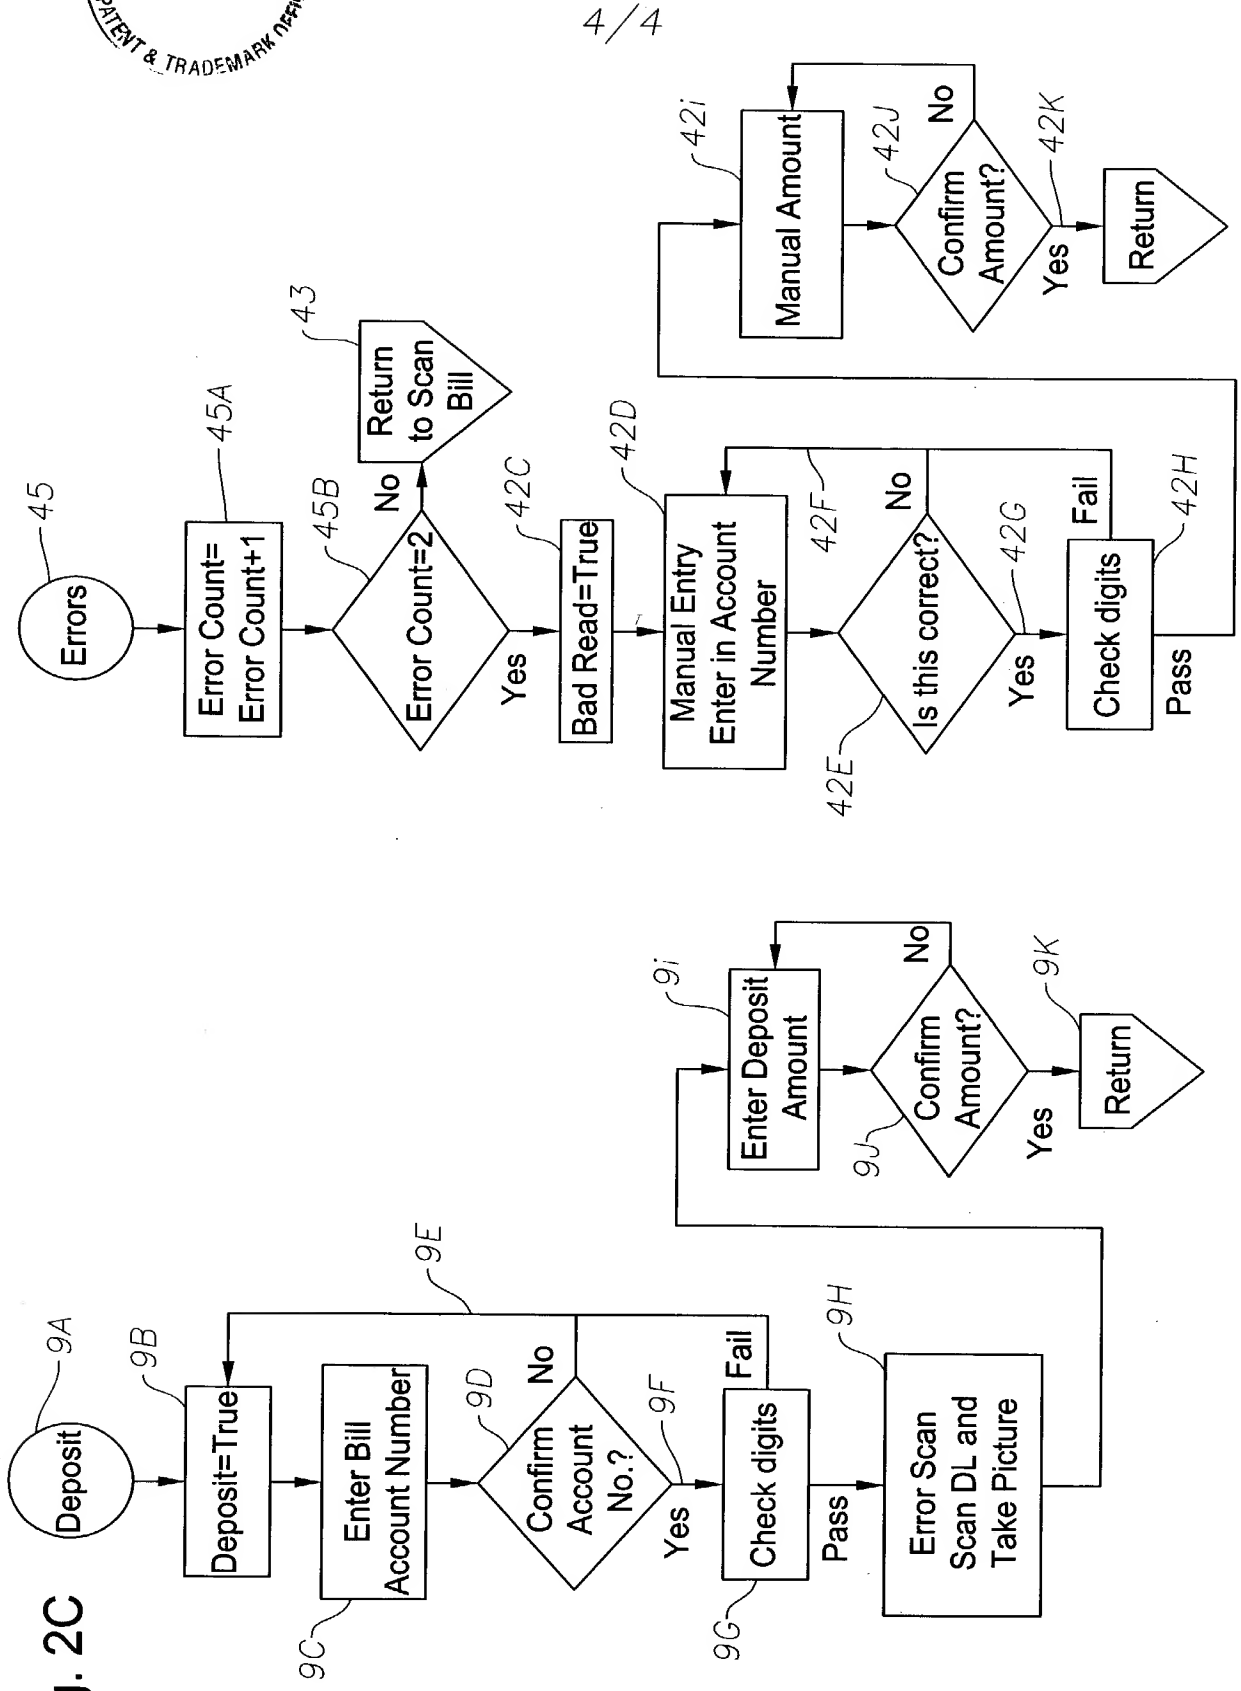 PATENT & TRADEMARK
4/4
g. 2C
Deposit
9A
Deposit=True
9B
Enter Bill
Account Number
9C
Confirm
Account
No.?
9D
No
9E
Yes
9F
Check digits
9G
Fail
Pass
Error Scan
Scan DL and
Take Picture
9H
Enter Deposit
Amount
9i
Confirm
Amount?
9J
No
Yes
Return
9K
Errors
45
Error Count=
Error Count+1
45A
Error Count=2
45B
No
Return
to Scan
Bill
43
Yes
Bad Read=True
42C
Manual Entry
Enter in Account
Number
42D
Is this correct?
42E
No
42F
Yes
42G
Check digits
42H
Fail
Pass
Manual Amount
42i
Confirm
Amount?
42J
No
Yes
42K
Return